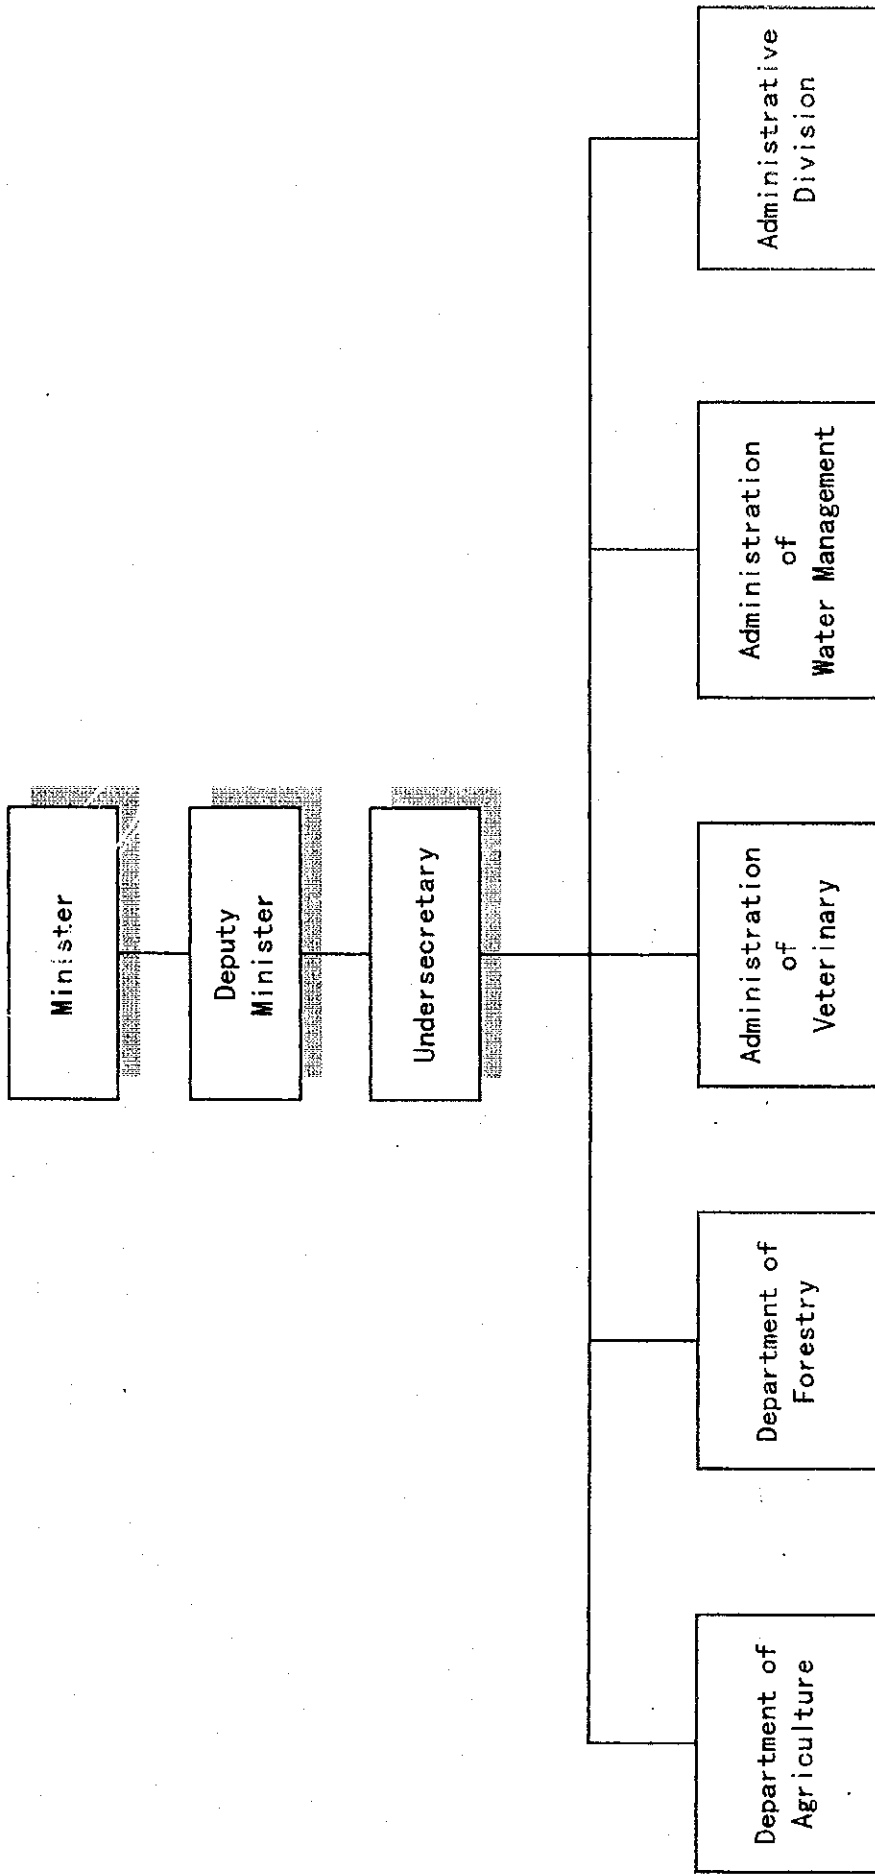 Minister
Deputy
Minister
Undersecretary
Department of
Agriculture
Department of
Forestry
Administration
of
Veterinary
Administration
of
Water Management
Administrative
Division